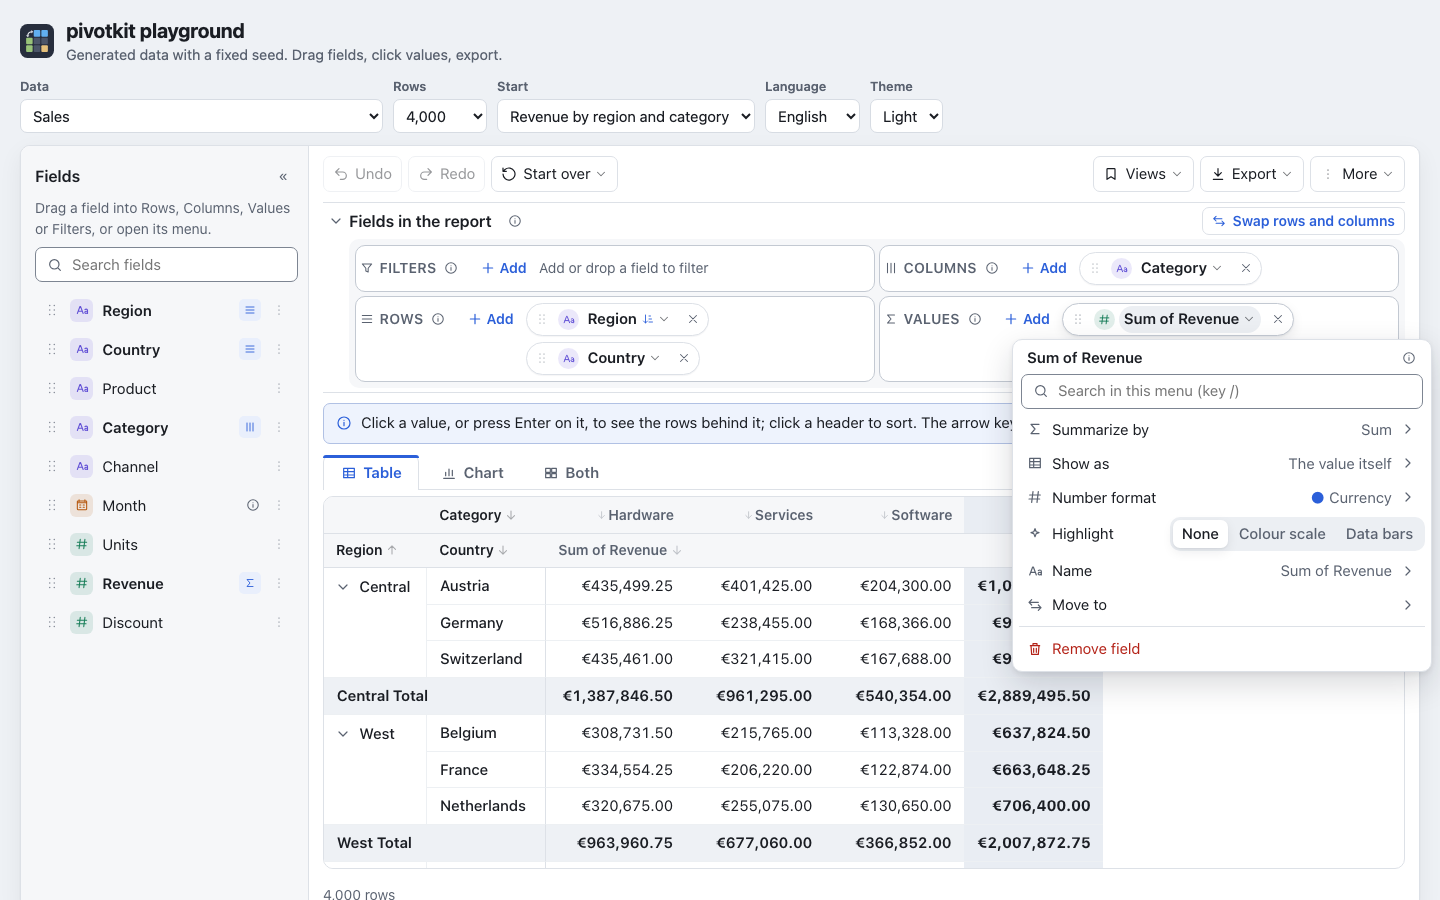 pivotkit playground
Generated data with a fixed seed. Drag fields, click values, export.
Data Rows Start Language Theme
Sales 4,000 Revenue by region and category English Light
Fields «
Drag a field into Rows, Columns, Values
or Filters, or open its menu.
Search fields
Aa Region
Aa Country
Aa Product
Aa Category
Aa Channel
Month
# Units
# Revenue Σ
# Discount
Undo Redo Start over Views Export More
Fields in the report Swap rows and columns
FILTERS + Add Add or drop a field to filter
COLUMNS + Add Aa Category ×
ROWS + Add Aa Region ×
Aa Country ×
Σ VALUES + Add # Sum of Revenue ×
Click a value, or press Enter on it, to see the rows behind it; click a header to sort. The arrow
Table Chart Both
Category ↓ ↓ Hardware ↓ Services ↓ Software
Region ↑ Country ↓ Sum of Revenue ↓
Central Austria €435,499.25 €401,425.00 €204,300.00 €1,0
Germany €516,886.25 €238,455.00 €168,366.00 €9
Switzerland €435,461.00 €321,415.00 €167,688.00 €9
Central Total €1,387,846.50 €961,295.00 €540,354.00 €2,889,495.50
West Belgium €308,731.50 €215,765.00 €113,328.00 €637,824.50
France €334,554.25 €206,220.00 €122,874.00 €663,648.25
Netherlands €320,675.00 €255,075.00 €130,650.00 €706,400.00
West Total €963,960.75 €677,060.00 €366,852.00 €2,007,872.75
4,000 rows
Sum of Revenue
Search in this menu (key /)
Σ Summarize by Sum
Show as The value itself
# Number format Currency
Highlight None Colour scale Data bars
Aa Name Sum of Revenue
Move to
Remove field